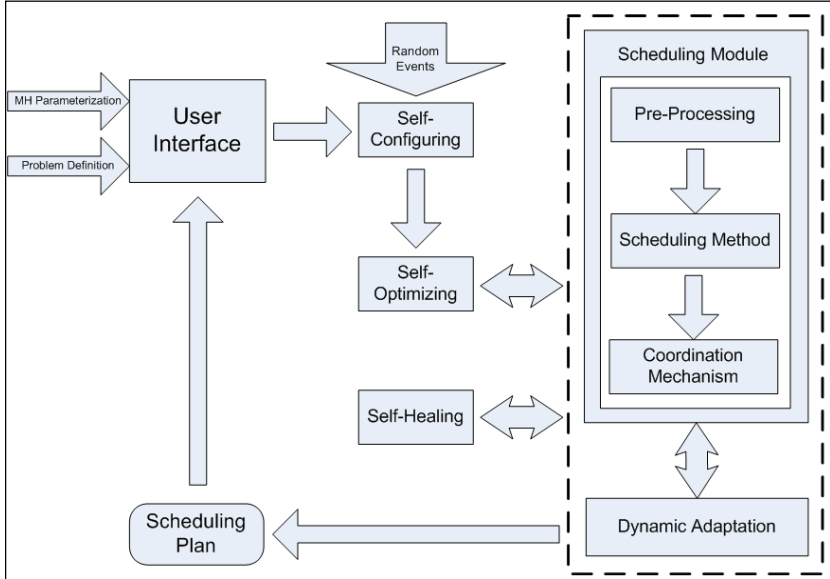 Random
Events
Scheduling Module
MH Parameterization
User
Interface
Self-
Configuring
Pre-Processing
Problem Definition
Scheduling Method
Self-
Optimizing
Coordination
Mechanism
Self-Healing
Scheduling
Plan
Dynamic Adaptation